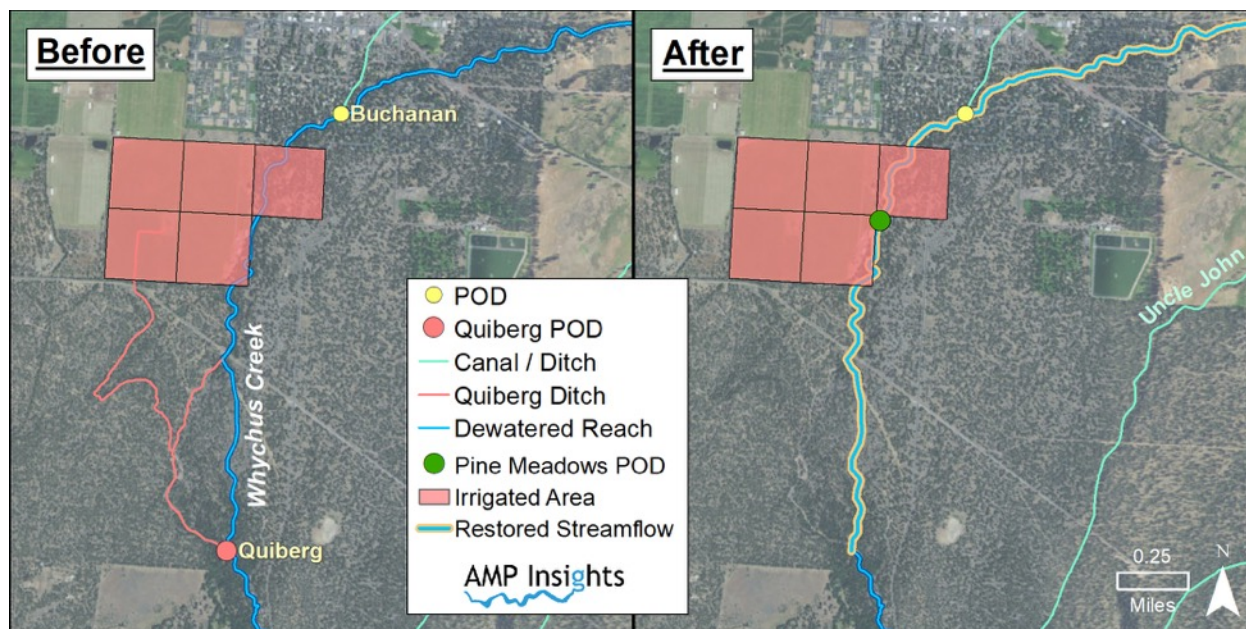 Before
Buchanan
Whychus Creek
Quiberg
POD
Quiberg POD
Canal / Ditch
Quiberg Ditch
Dewatered Reach
Pine Meadows POD
Irrigated Area
Restored Streamflow
AMP Insights
After
Uncle John
0.25
Miles
N